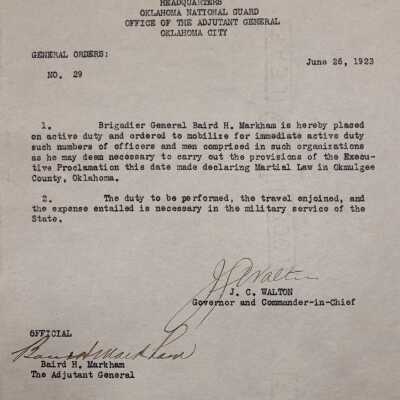 HEADQUARTERS
OKLAHOMA NATIONAL GUARD
OFFICE OF THE ADJUTANT GENERAL
OKLAHOMA CITY
GENERAL ORDERS:
June 26, 1923
NO. 29
1. Brigadier General Baird H. Markham is hereby placed
on active duty and ordered to mobilize for immediate active duty
such numbers of officers and men comprised in such organizations
as he may deem necessary to carry out the provisions of the Execu-
tive Proclamation this date made declaring Martial Law in Okmulgee
County, Oklahoma.
2. The duty to be performed, the travel enjoined, and
the expense entailed is necessary in the military service of the
State.
J C Walton
J. C. WALTON
Governor and Commander-in-Chief
OFFICIAL
Baird H Markham
Baird H. Markham
The Adjutant General